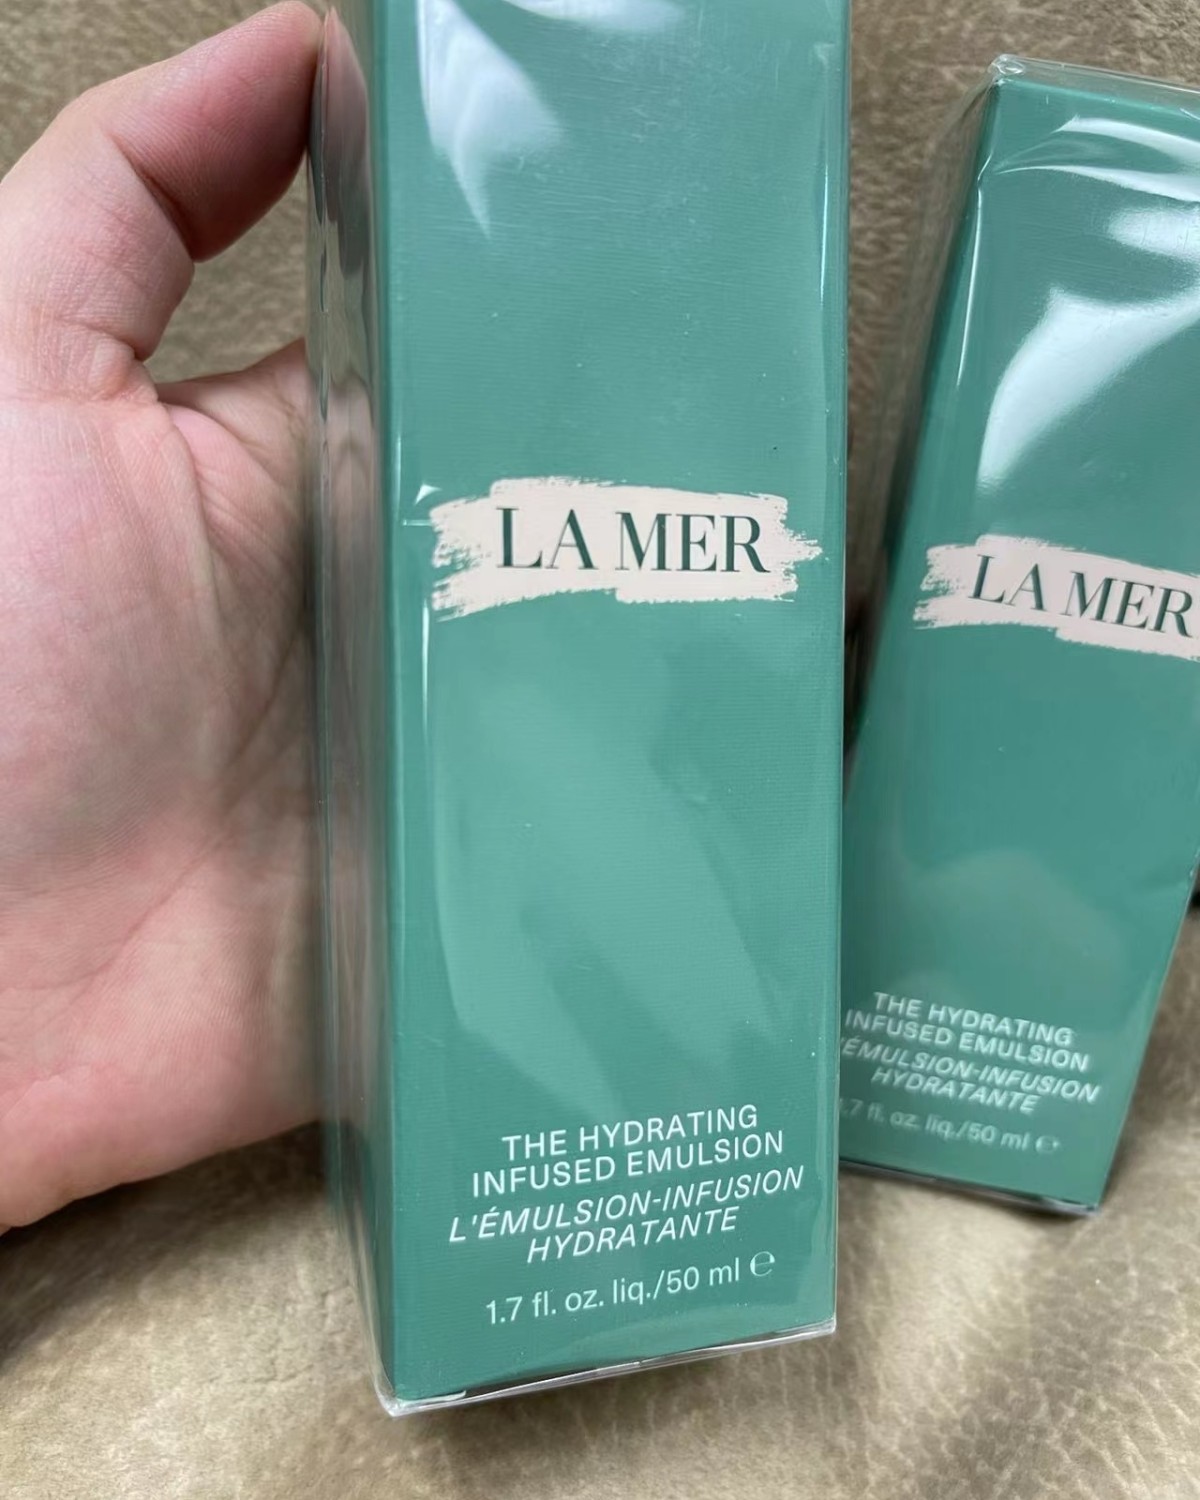 LA MER
THE HYDRATING
INFUSED EMULSION
L'ÉMULSION-INFUSION
HYDRATANTE
1.7 fl. oz. liq./50 ml ℮
LA MER
THE HYDRATING
INFUSED EMULSION
'ÉMULSION-INFUSION
HYDRATANTE
.7 fl. oz. liq./50 ml ℮